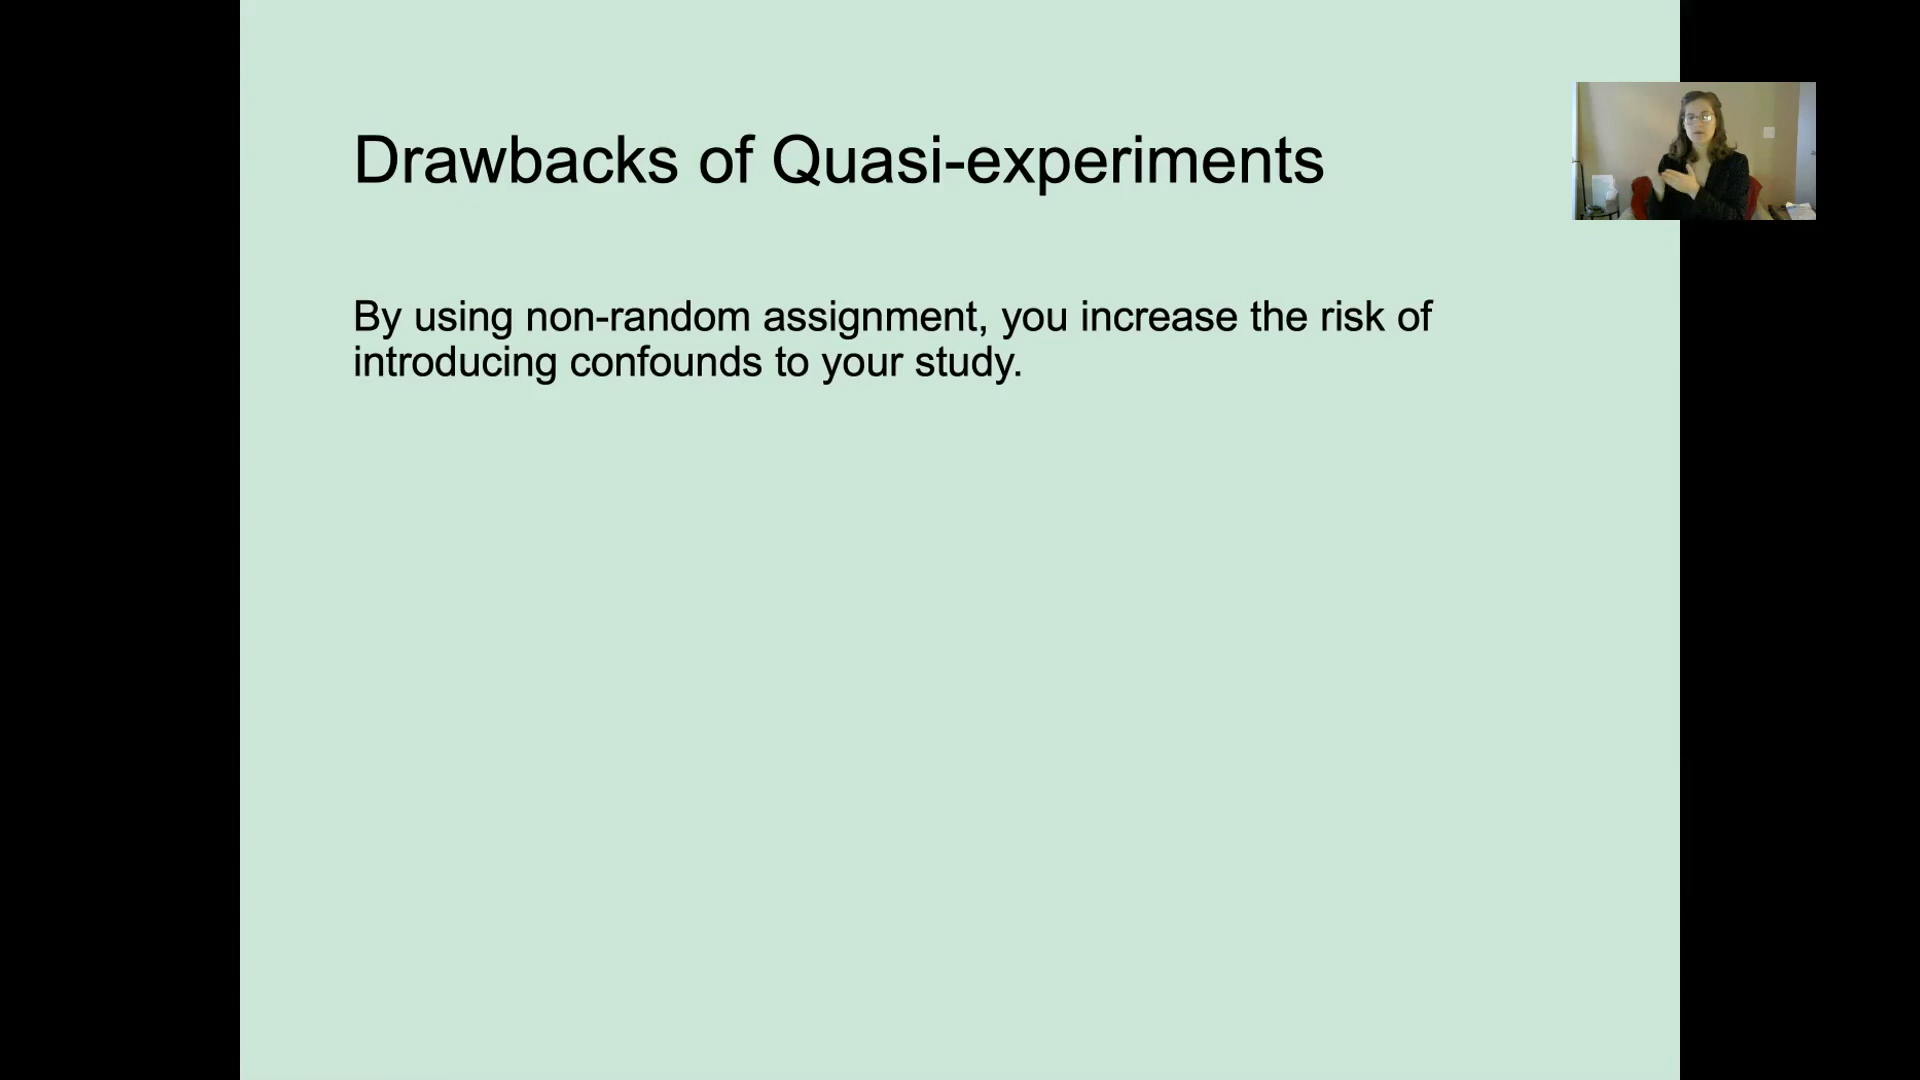 Drawbacks of Quasi-experiments
By using non-random assignment, you increase the risk of
introducing confounds to your study.